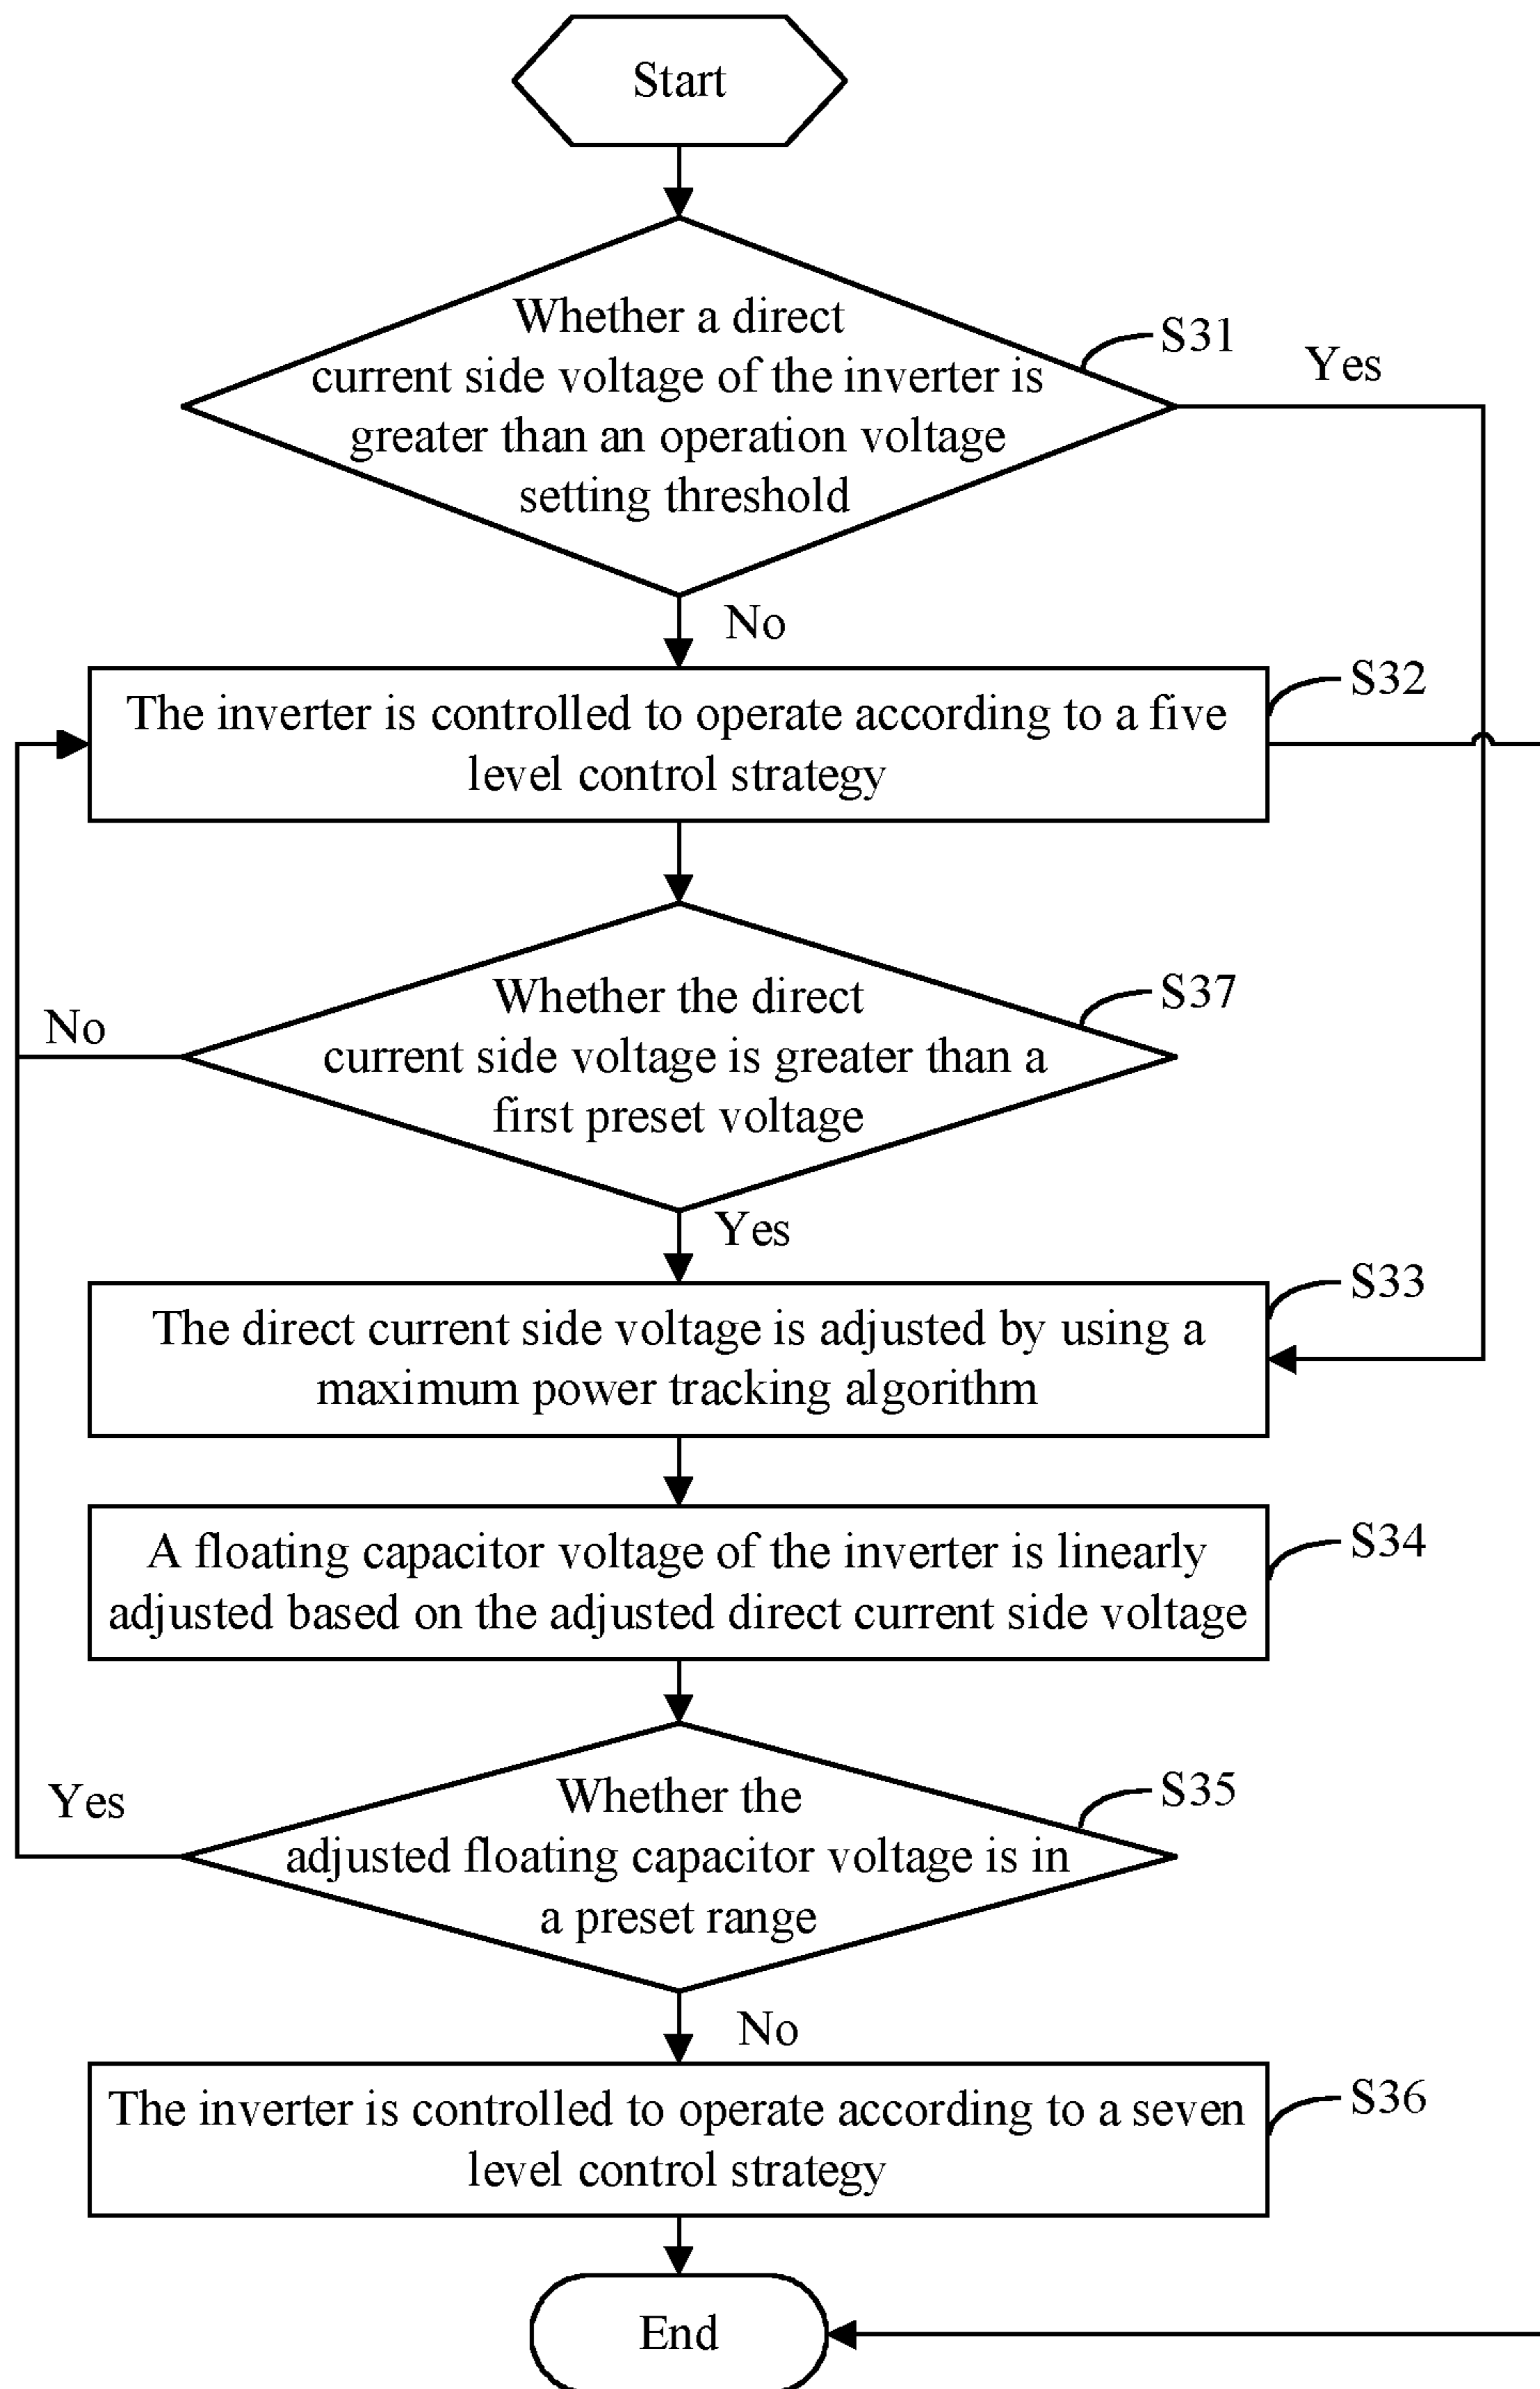 Start
Whether a direct
current side voltage of the inverter is
greater than an operation voltage
setting threshold
S31
Yes
No
The inverter is controlled to operate according to a five
level control strategy
S32
Whether the direct
current side voltage is greater than a
first preset voltage
S37
No
Yes
The direct current side voltage is adjusted by using a
maximum power tracking algorithm
S33
A floating capacitor voltage of the inverter is linearly
adjusted based on the adjusted direct current side voltage
S34
Whether the
adjusted floating capacitor voltage is in
a preset range
S35
Yes
No
The inverter is controlled to operate according to a seven
level control strategy
S36
End